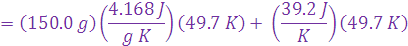 = (150.0 g) (4.168 J / g K) (49.7 K) + (39.2 J / K) (49.7 K)